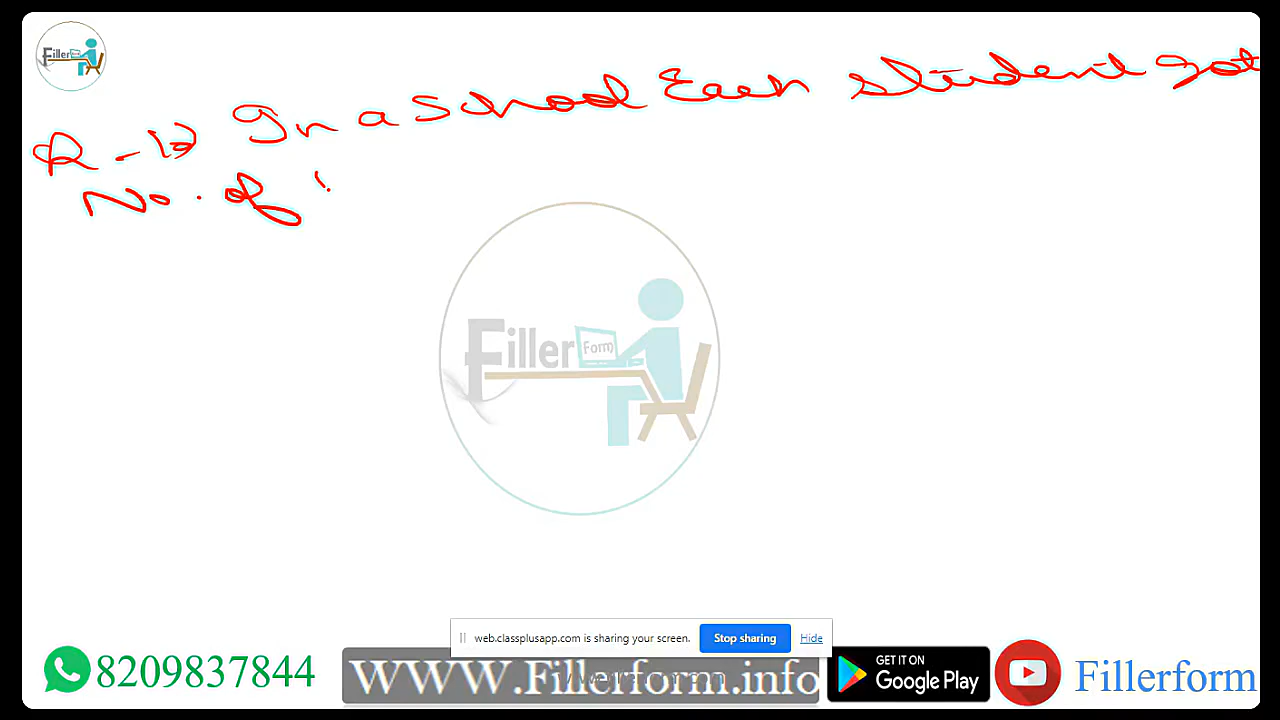 Filler Form
In a School Each Student got
No. of
Filler Form
web.classplusapp.com is sharing your screen. Stop sharing Hide
8209837844 WWW.Fillerform.info GET IT ON Google Play Fillerform